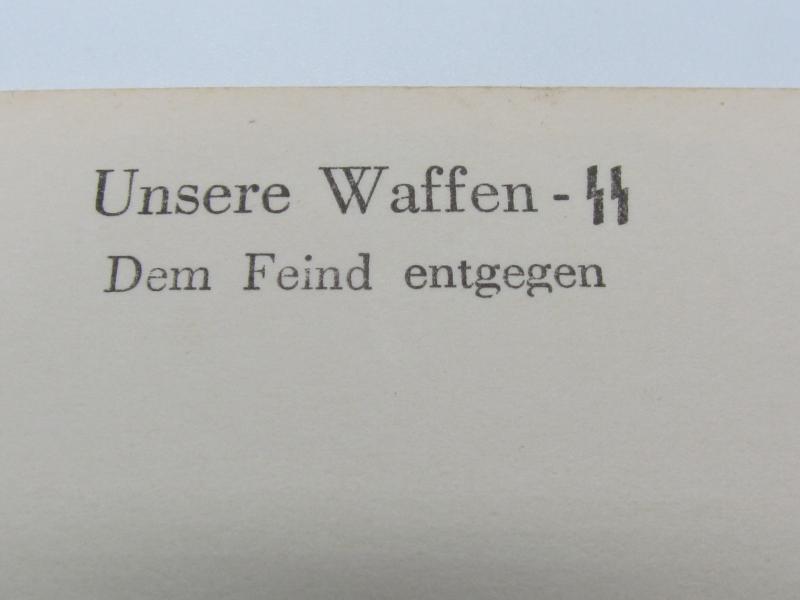 Unsere Waffen - ᛋᛋ
Dem Feind entgegen